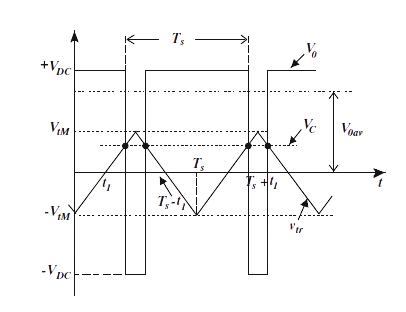 T_s
V_0
+V_DC
V_tM
V_C
V_0av
T_s
t_1
T_s-t_1
T_s+t_1
t
-V_tM
v_tr
-V_DC